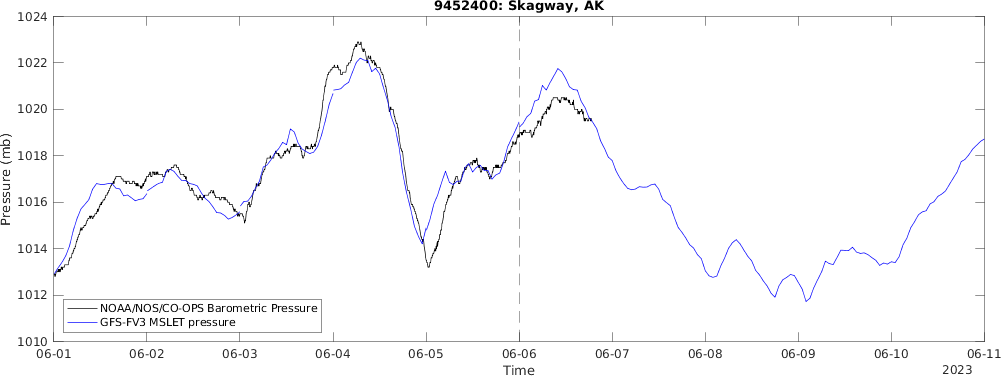 9452400: Skagway, AK
1024
1022
1020
1018
1016
1014
1012
1010
Pressure (mb)
NOAA/NOS/CO-OPS Barometric Pressure
GFS-FV3 MSLET pressure
06-01 06-02 06-03 06-04 06-05 06-06 06-07 06-08 06-09 06-10 06-11
Time
2023